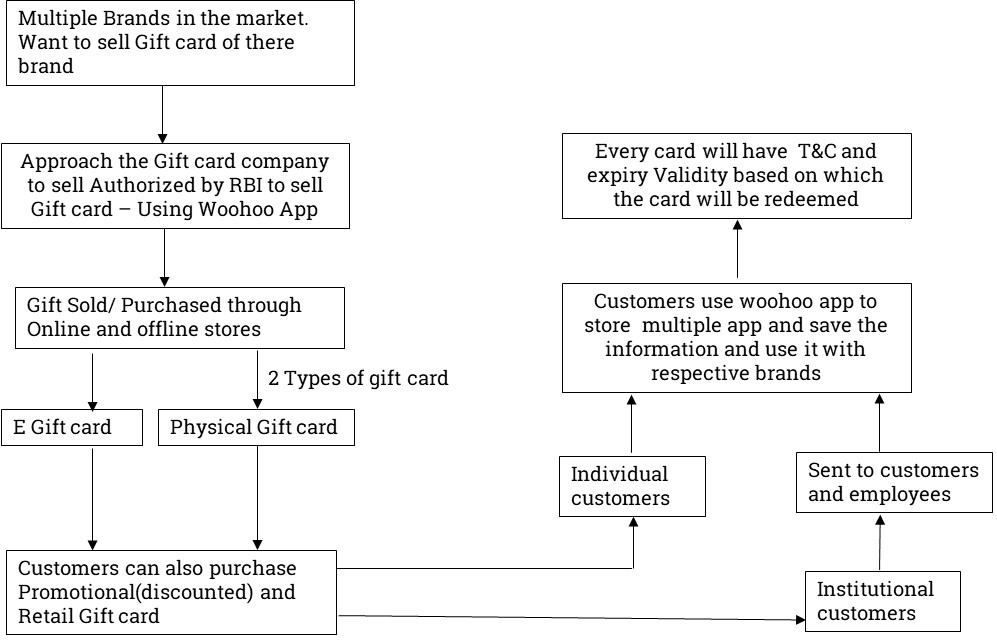 Multiple Brands in the market.
Want to sell Gift card of there
brand
Approach the Gift card company
to sell Authorized by RBI to sell
Gift card – Using Woohoo App
Gift Sold/ Purchased through
Online and offline stores
2 Types of gift card
E Gift card
Physical Gift card
Customers can also purchase
Promotional(discounted) and
Retail Gift card
Individual
customers
Institutional
customers
Sent to customers
and employees
Customers use woohoo app to
store multiple app and save the
information and use it with
respective brands
Every card will have T&C and
expiry Validity based on which
the card will be redeemed